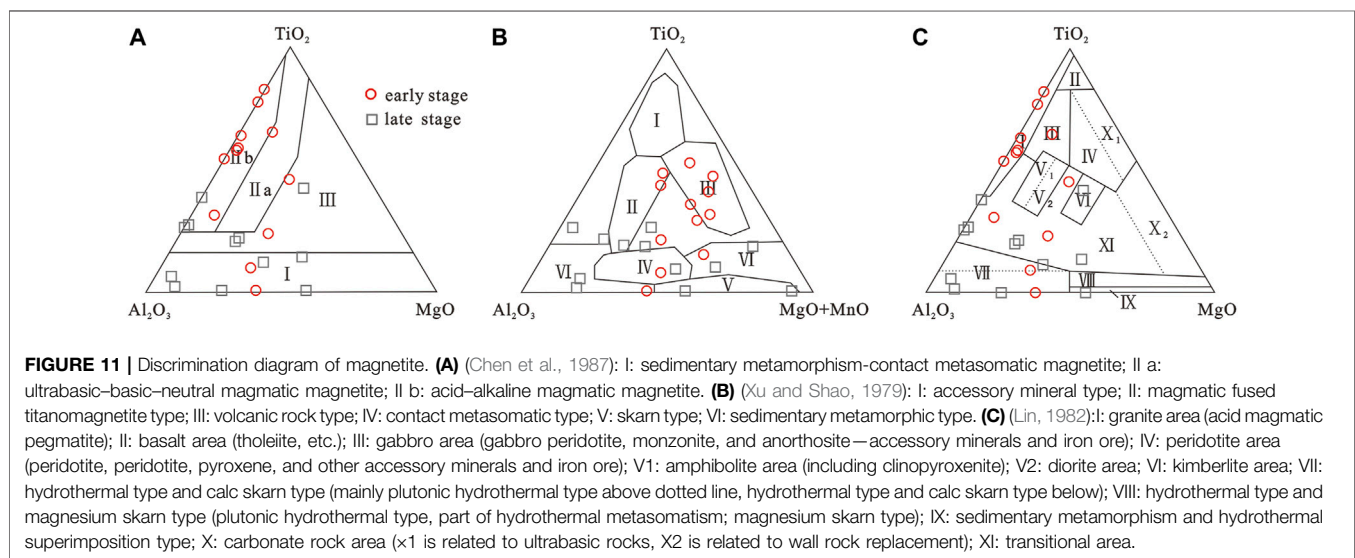 A
B
C
TiO₂
TiO₂
TiO₂
early stage
late stage
II b
II a
III
I
Al₂O₃
MgO
I
II
III
IV
VI
VI
V
Al₂O₃
MgO+MnO
II
I
III
X₁
IV
V₁
V₂
VI
X₂
XI
VII
VIII
IX
Al₂O₃
MgO
FIGURE 11 | Discrimination diagram of magnetite. (A) (Chen et al., 1987): I: sedimentary metamorphism-contact metasomatic magnetite; II a:
ultrabasic–basic–neutral magmatic magnetite; II b: acid–alkaline magmatic magnetite. (B) (Xu and Shao, 1979): I: accessory mineral type; II: magmatic fused
titanomagnetite type; III: volcanic rock type; IV: contact metasomatic type; V: skarn type; VI: sedimentary metamorphic type. (C) (Lin, 1982):I: granite area (acid magmatic
pegmatite); II: basalt area (tholeiite, etc.); III: gabbro area (gabbro peridotite, monzonite, and anorthosite—accessory minerals and iron ore); IV: peridotite area
(peridotite, peridotite, pyroxene, and other accessory minerals and iron ore); V1: amphibolite area (including clinopyroxenite); V2: diorite area; VI: kimberlite area; VII:
hydrothermal type and calc skarn type (mainly plutonic hydrothermal type above dotted line, hydrothermal type and calc skarn type below); VIII: hydrothermal type and
magnesium skarn type (plutonic hydrothermal type, part of hydrothermal metasomatism; magnesium skarn type); IX: sedimentary metamorphism and hydrothermal
superimposition type; X: carbonate rock area (×1 is related to ultrabasic rocks, X2 is related to wall rock replacement); XI: transitional area.